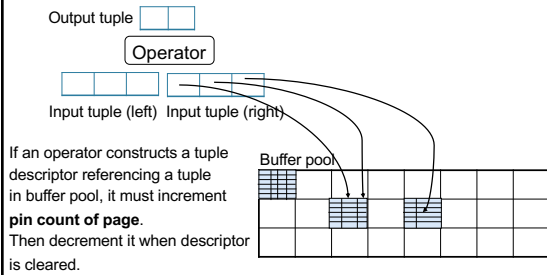 Output tuple
Operator
Input tuple (left) Input tuple (right)
If an operator constructs a tuple
descriptor referencing a tuple
in buffer pool, it must increment
pin count of page.
Then decrement it when descriptor
is cleared.
Buffer pool